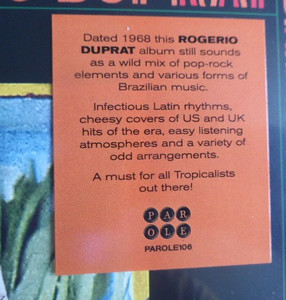 Dated 1968 this ROGERIO
DUPRAT album still sounds
as a wild mix of pop-rock
elements and various forms of
Brazilian music.
Infectious Latin rhythms,
cheesy covers of US and UK
hits of the era, easy listening
atmospheres and a variety of
odd arrangements.
A must for all Tropicalists
out there!
PAR
OLE
PAROLE106